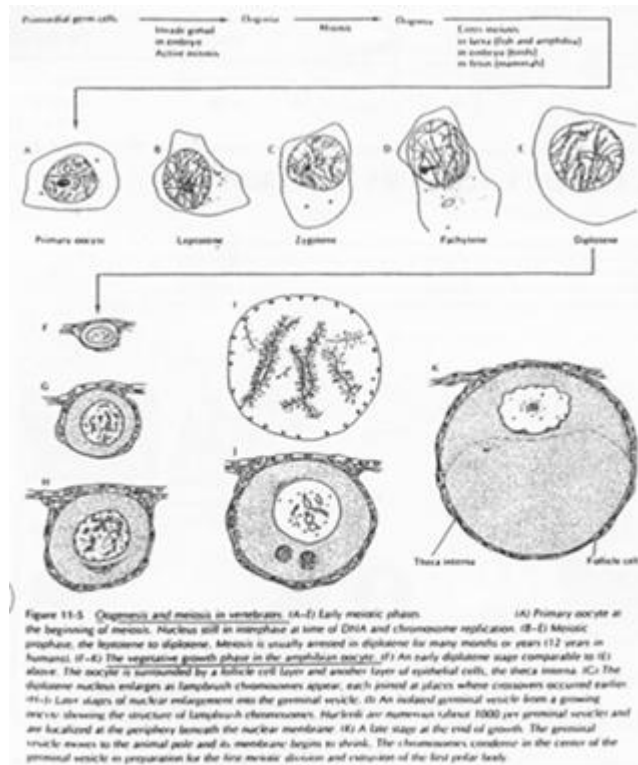 Primordial germ cells
Oogonia
Oogonia
Invade gonad
in embryo
Active mitosis
Mitosis
Enters meiosis
in larva (fish and amphibia)
in embryo (birds)
in fetus (mammals)
A
B
C
D
E
Primary oocyte
Leptotene
Zygotene
Pachytene
Diplotene
F
G
H
I
J
K
Theca interna
Follicle cell
Figure 11-5 Oogenesis and meiosis in vertebrates. (A-E) Early meiotic phases. (A) Primary oocyte at
the beginning of meiosis. Nucleus still in interphase at time of DNA and chromosome replication. (B-E) Meiotic
prophase, the leptotene to diplotene. Meiosis is usually arrested in diplotene for many months or years (12 years in
humans). (F-K) The vegetative growth phase in the amphibian oocyte. (F) An early diplotene stage comparable to (E)
above. The oocyte is surrounded by a follicle cell layer and another layer of epithelial cells, the theca interna. (G) The
diplotene nucleus enlarges as lampbrush chromosomes appear, each joined at places where crossovers occurred earlier.
(H-J) Later stages of nuclear enlargement into the germinal vesicle. (I) An isolated germinal vesicle from a growing
oocyte showing the structure of lampbrush chromosomes. Nucleoli are numerous (about 1000 per germinal vesicle) and
are localized at the periphery beneath the nuclear membrane. (K) A late stage at the end of growth. The germinal
vesicle moves to the animal pole and its membrane begins to shrink. The chromosomes condense in the center of the
germinal vesicle in preparation for the first meiotic division and extrusion of the first polar body.